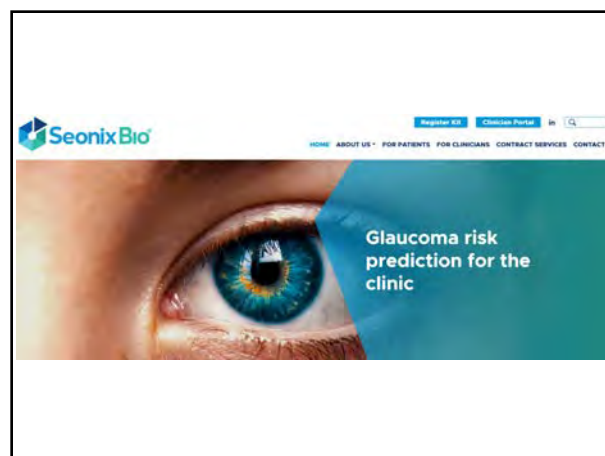 Register Kit Clinician Portal in
Seonix Bio
HOME ABOUT US FOR PATIENTS FOR CLINICIANS CONTRACT SERVICES CONTACT
Glaucoma risk
prediction for the
clinic